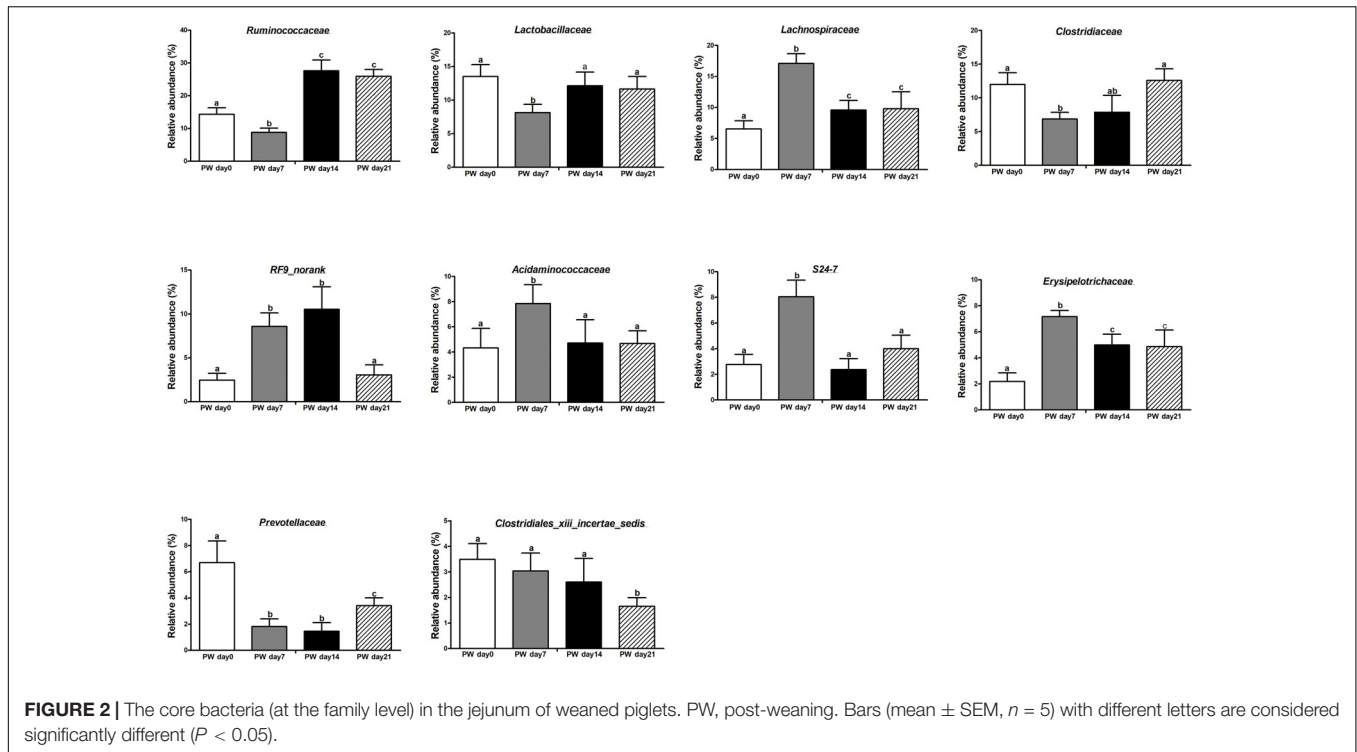 Ruminococcaceae
Relative abundance (%)
40
30
20
10
0
a
b
c
c
PW day0 PW day7 PW day14 PW day21
Lactobacillaceae
Relative abundance (%)
20
15
10
5
0
a
b
a
a
PW day0 PW day7 PW day14 PW day21
Lachnospiraceae
Relative abundance (%)
20
15
10
5
0
a
b
c
c
PW day0 PW day7 PW day14 PW day21
Clostridiaceae
Relative abundance (%)
20
15
10
5
0
a
b
ab
a
PW day0 PW day7 PW day14 PW day21
RF9_norank
Relative abundance (%)
15
10
5
0
a
b
b
a
PW day0 PW day7 PW day14 PW day21
Acidaminococcaceae
Relative abundance (%)
10
8
6
4
2
0
a
b
a
a
PW day0 PW day7 PW day14 PW day21
S24-7
Relative abundance (%)
10
8
6
4
2
0
a
b
a
a
PW day0 PW day7 PW day14 PW day21
Erysipelotrichaceae
Relative abundance (%)
10
8
6
4
2
0
a
b
c
c
PW day0 PW day7 PW day14 PW day21
Prevotellaceae
Relative abundance (%)
8
6
4
2
0
a
b
b
c
PW day0 PW day7 PW day14 PW day21
Clostridiales_xiii_incertae_sedis
Relative abundance (%)
5
4
3
2
1
0
a
a
a
b
PW day0 PW day7 PW day14 PW day21
FIGURE 2 | The core bacteria (at the family level) in the jejunum of weaned piglets. PW, post-weaning. Bars (mean ± SEM, n = 5) with different letters are considered
significantly different (P < 0.05).